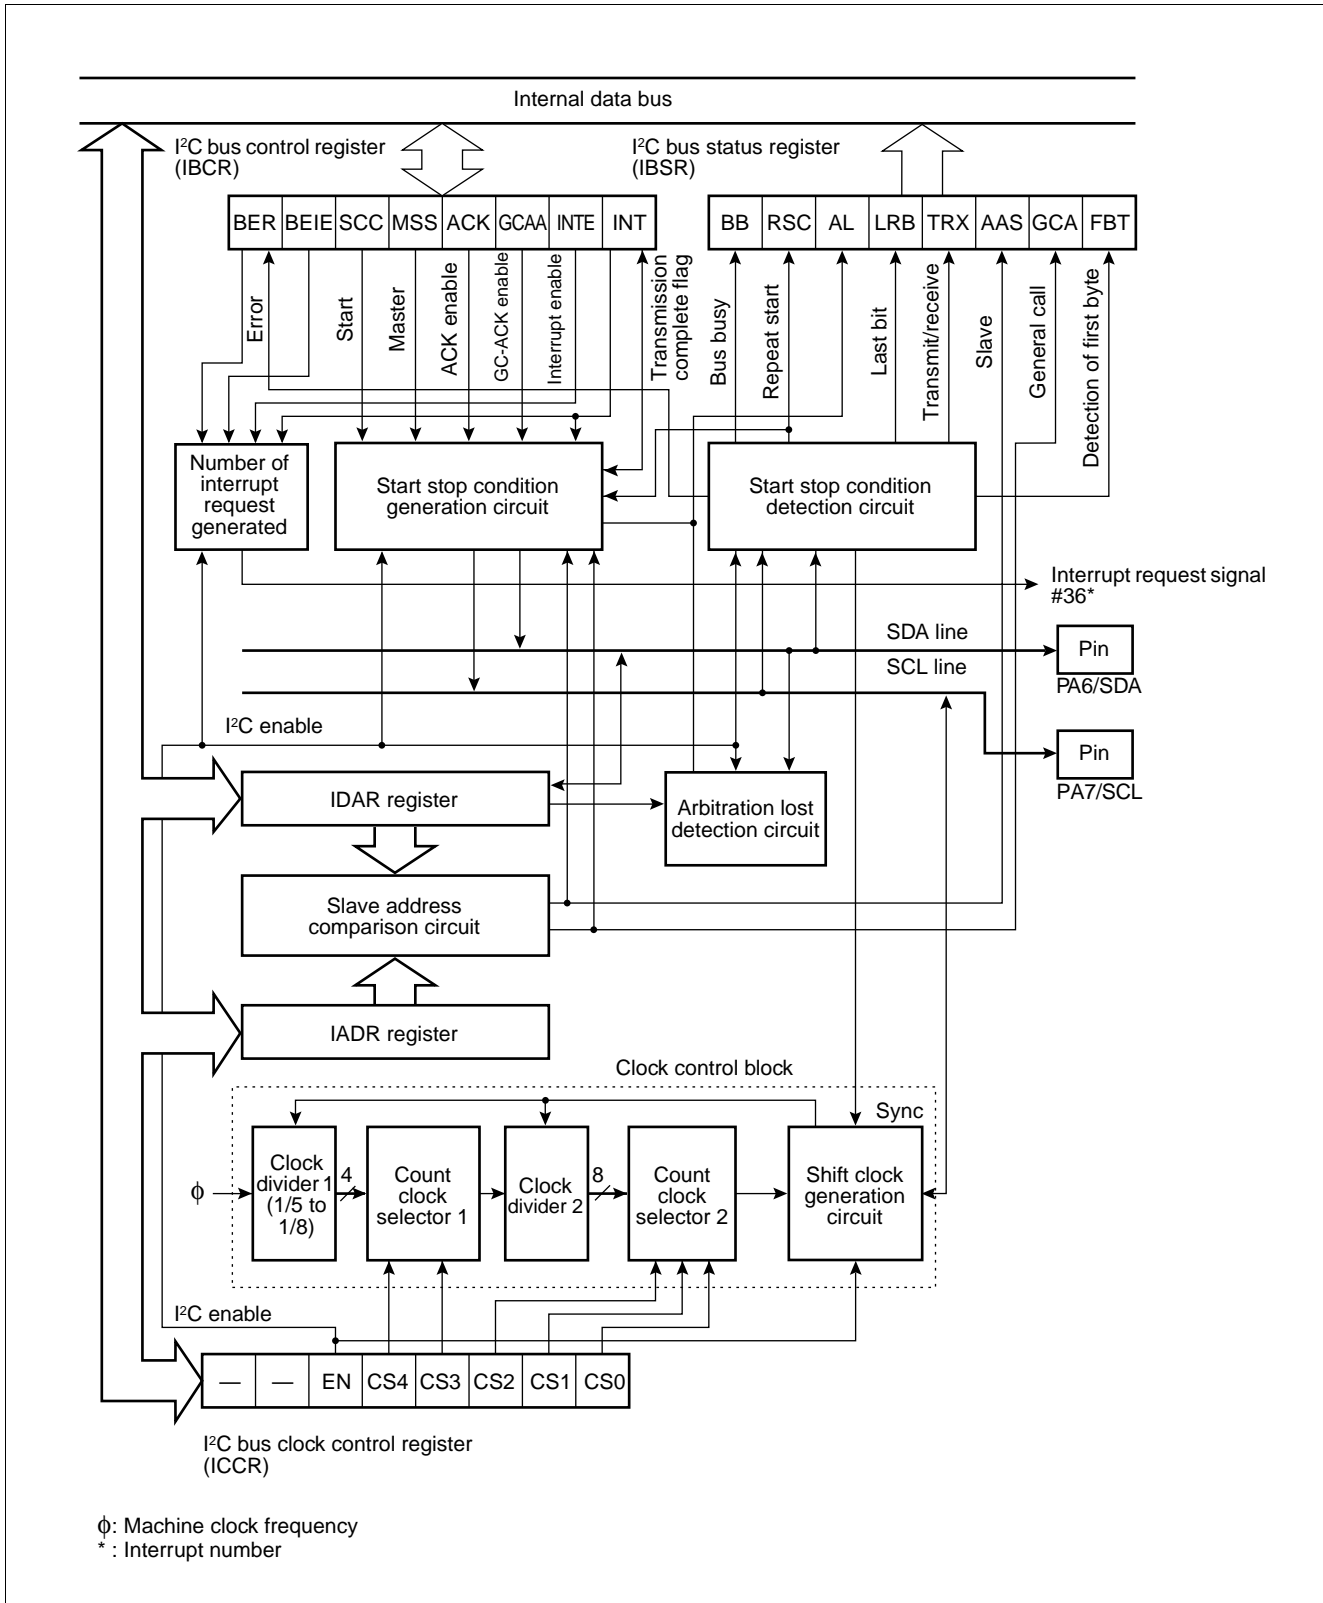 Internal data bus
I²C bus control register
(IBCR)
I²C bus status register
(IBSR)
BER BEIE SCC MSS ACK GCAA INTE INT
BB RSC AL LRB TRX AAS GCA FBT
Error
Start
Master
ACK enable
GC-ACK enable
Interrupt enable
Transmission
complete flag
Bus busy
Repeat start
Last bit
Transmit/receive
Slave
General call
Detection of first byte
Number of
interrupt
request
generated
Start stop condition
generation circuit
Start stop condition
detection circuit
Interrupt request signal
#36*
SDA line
Pin
PA6/SDA
SCL line
I²C enable
Pin
PA7/SCL
IDAR register
Arbitration lost
detection circuit
Slave address
comparison circuit
IADR register
Clock control block
Sync
ϕ
Clock
divider 1
(1/5 to
1/8)
4
Count
clock
selector 1
Clock
divider 2
8
Count
clock
selector 2
Shift clock
generation
circuit
I²C enable
— — EN CS4 CS3 CS2 CS1 CS0
I²C bus clock control register
(ICCR)
ϕ: Machine clock frequency
* : Interrupt number